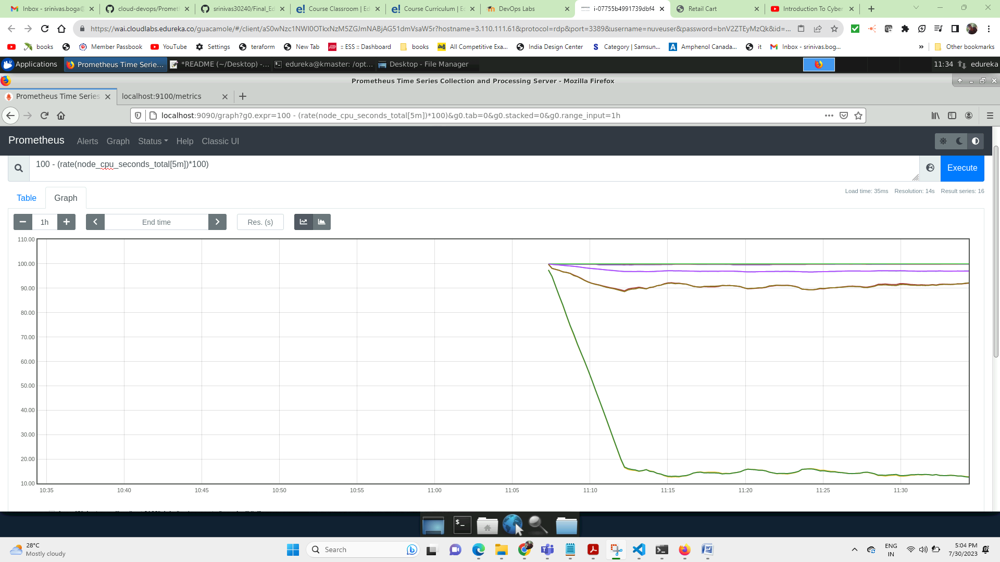 Inbox - srinivas.boga@
cloud-devops/Prometh
srinivas30240/Final_Ed
Course Classroom | Ed
Course Curriculum | Ec
DevOps Labs
i-07755b4991739dbf4
Retail Cart
Introduction To Cyber
https://wai.cloudlabs.edureka.co/guacamole/#/client/aS0wNzc1NWI0OTkxNzM5ZGJmNABjAG51dmVsaW5r?hostname=3.110.111.61&protocol=rdp&port=3389&username=nuveuser&password=bnV2ZTEyMzQk&id=...
books
Member Passbook
YouTube
Settings
teraform
New Tab
:: ESS :: Dashboard
books
All Competitive Exa...
India Design Center
Category | Samsun...
Amphenol Canada...
it
Inbox - srinivas.bog...
»
Other bookmarks
Applications
Prometheus Time Serie...
*README (~/Desktop) -...
edureka@kmaster: /opt...
Desktop - File Manager
11:34
edureka
Prometheus Time Series Collection and Processing Server - Mozilla Firefox
Prometheus Time Series
localhost:9100/metrics
localhost:9090/graph?g0.expr=100 - (rate(node_cpu_seconds_total[5m])*100)&g0.tab=0&g0.stacked=0&g0.range_input=1h
Prometheus
Alerts
Graph
Status
Help
Classic UI
100 - (rate(node_cpu_seconds_total[5m])*100)
Execute
Table
Graph
Load time: 35ms
Resolution: 14s
Result series: 16
1h
End time
Res. (s)
110.00
100.00
90.00
80.00
70.00
60.00
50.00
40.00
30.00
20.00
10.00
10:35
10:40
10:45
10:50
10:55
11:00
11:05
11:10
11:15
11:20
11:25
11:30
28°C
Mostly cloudy
Search
ENG
IN
5:04 PM
7/30/2023